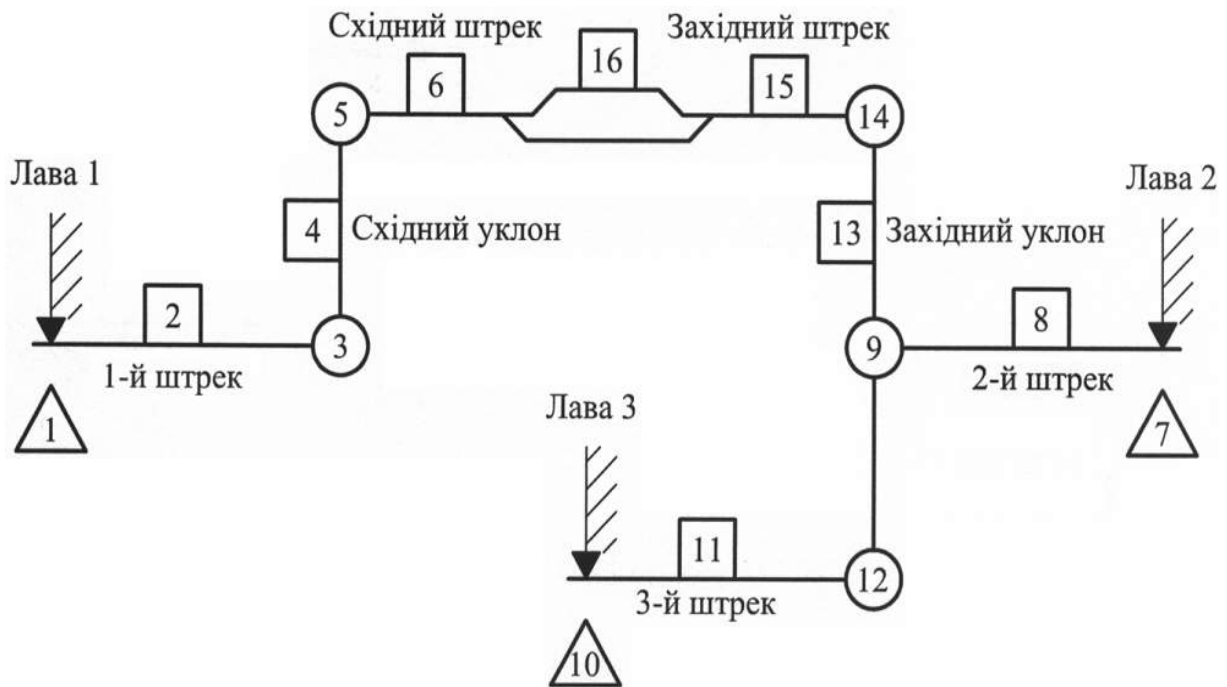 Східний штрек
Західний штрек
16
6
15
5
14
Лава 1
Лава 2
4
Східний уклон
13
Західний уклон
2
8
3
9
1-й штрек
2-й штрек
Лава 3
1
7
11
12
3-й штрек
10